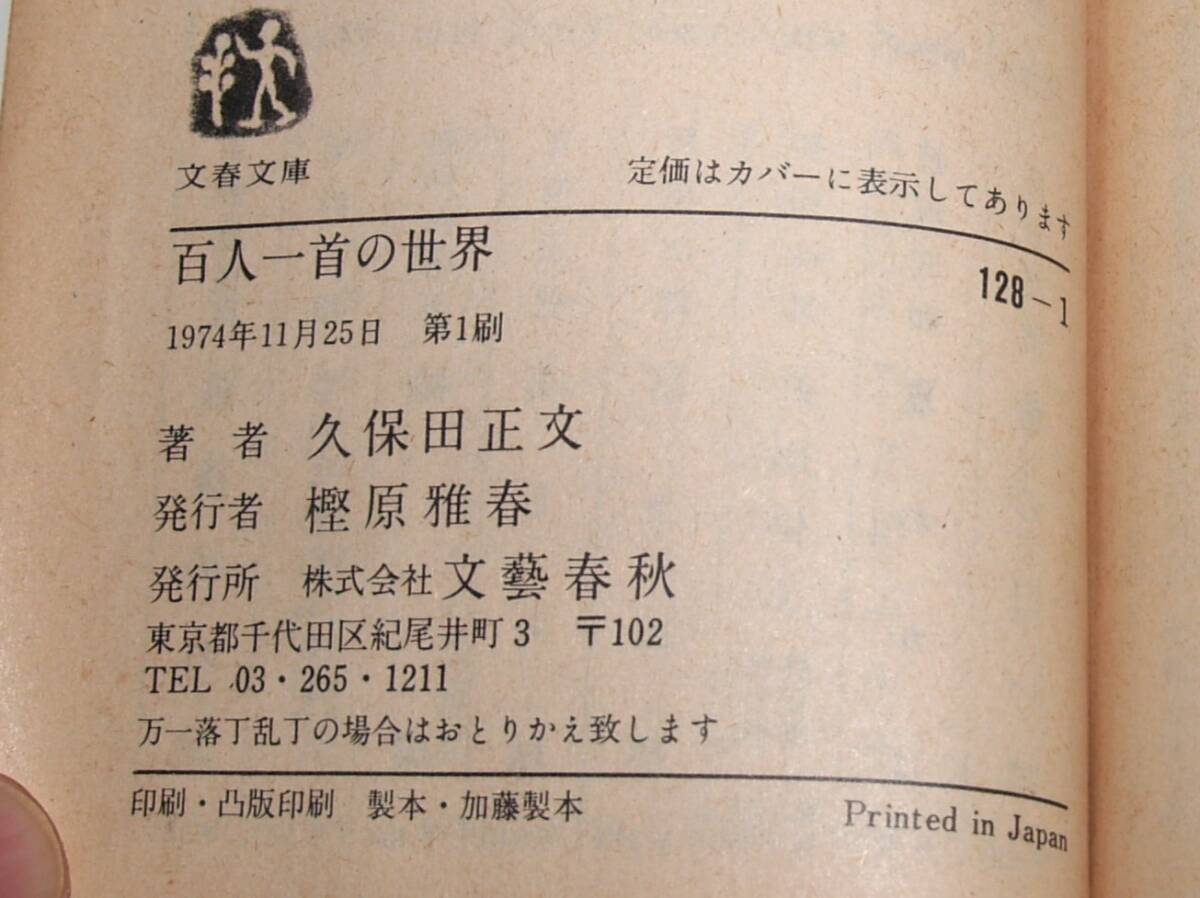 文春文庫
定価はカバーに表示してあります
百人一首の世界
128－1
1974年11月25日　第1刷
著　者　久保田正文
発行者　樫原雅春
発行所　株式会社 文藝春秋
東京都千代田区紀尾井町3　〒102
TEL 03・265・1211
万一落丁乱丁の場合はおとりかえ致します
印刷・凸版印刷　製本・加藤製本
Printed in Japan